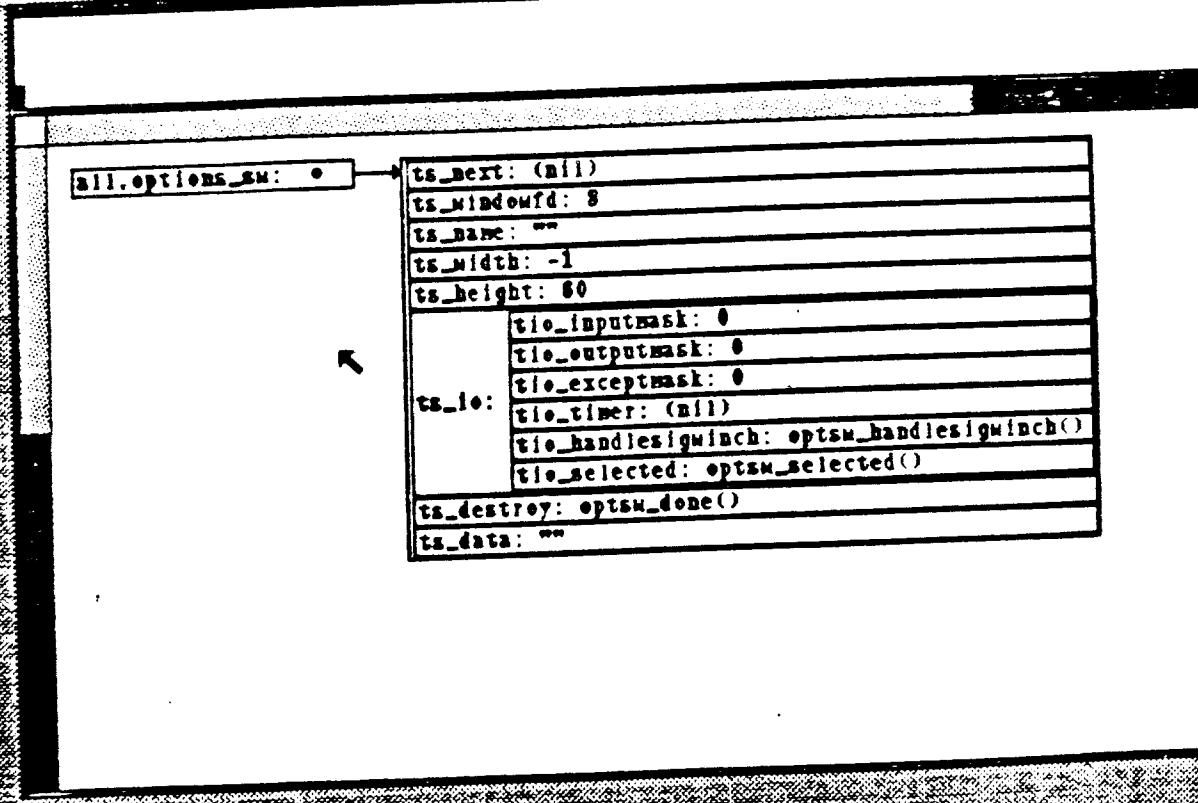 all.options_sw:
ts_next: (nil)
ts_windowfd: 8
ts_name: ""
ts_width: -1
ts_height: 60
ts_io:
tio_inputmask: 0
tio_outputmask: 0
tio_exceptmask: 0
tio_timer: (nil)
tio_handlesigwinch: optsw_handlesigwinch()
tio_selected: optsw_selected()
ts_destroy: optsw_done()
ts_data: ""